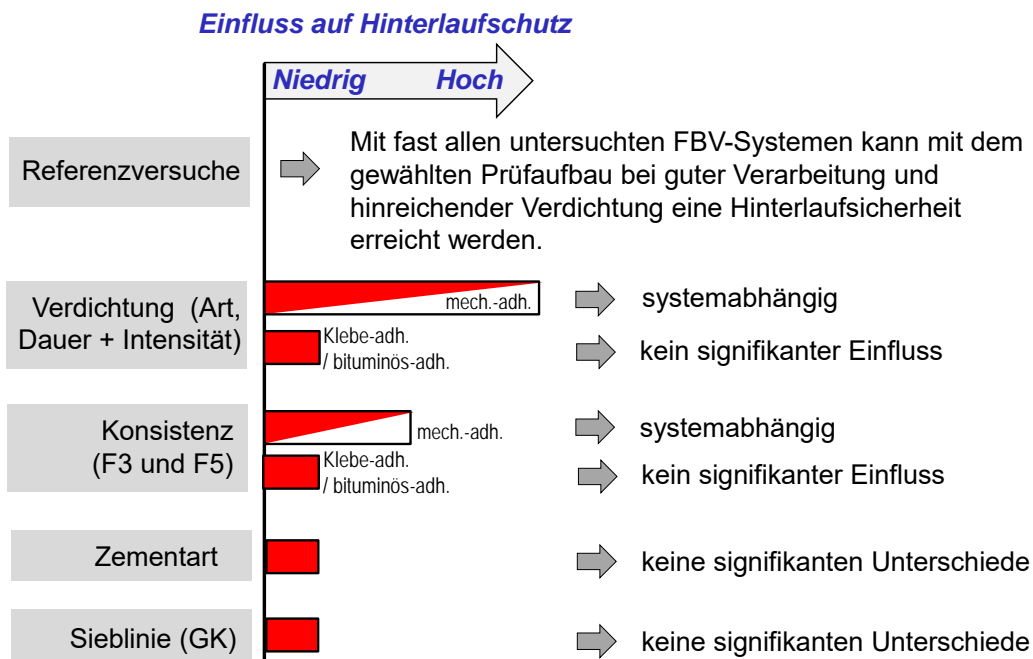 Einfluss auf Hinterlaufschutz
Niedrig Hoch
Referenzversuche
Mit fast allen untersuchten FBV-Systemen kann mit dem
gewählten Prüfaufbau bei guter Verarbeitung und
hinreichender Verdichtung eine Hinterlaufsicherheit
erreicht werden.
Verdichtung (Art,
Dauer + Intensität)
mech.-adh.
systemabhängig
Klebe-adh.
/ bituminös-adh.
kein signifikanter Einfluss
Konsistenz
(F3 und F5)
mech.-adh.
systemabhängig
Klebe-adh.
/ bituminös-adh.
kein signifikanter Einfluss
Zementart
keine signifikanten Unterschiede
Sieblinie (GK)
keine signifikanten Unterschiede